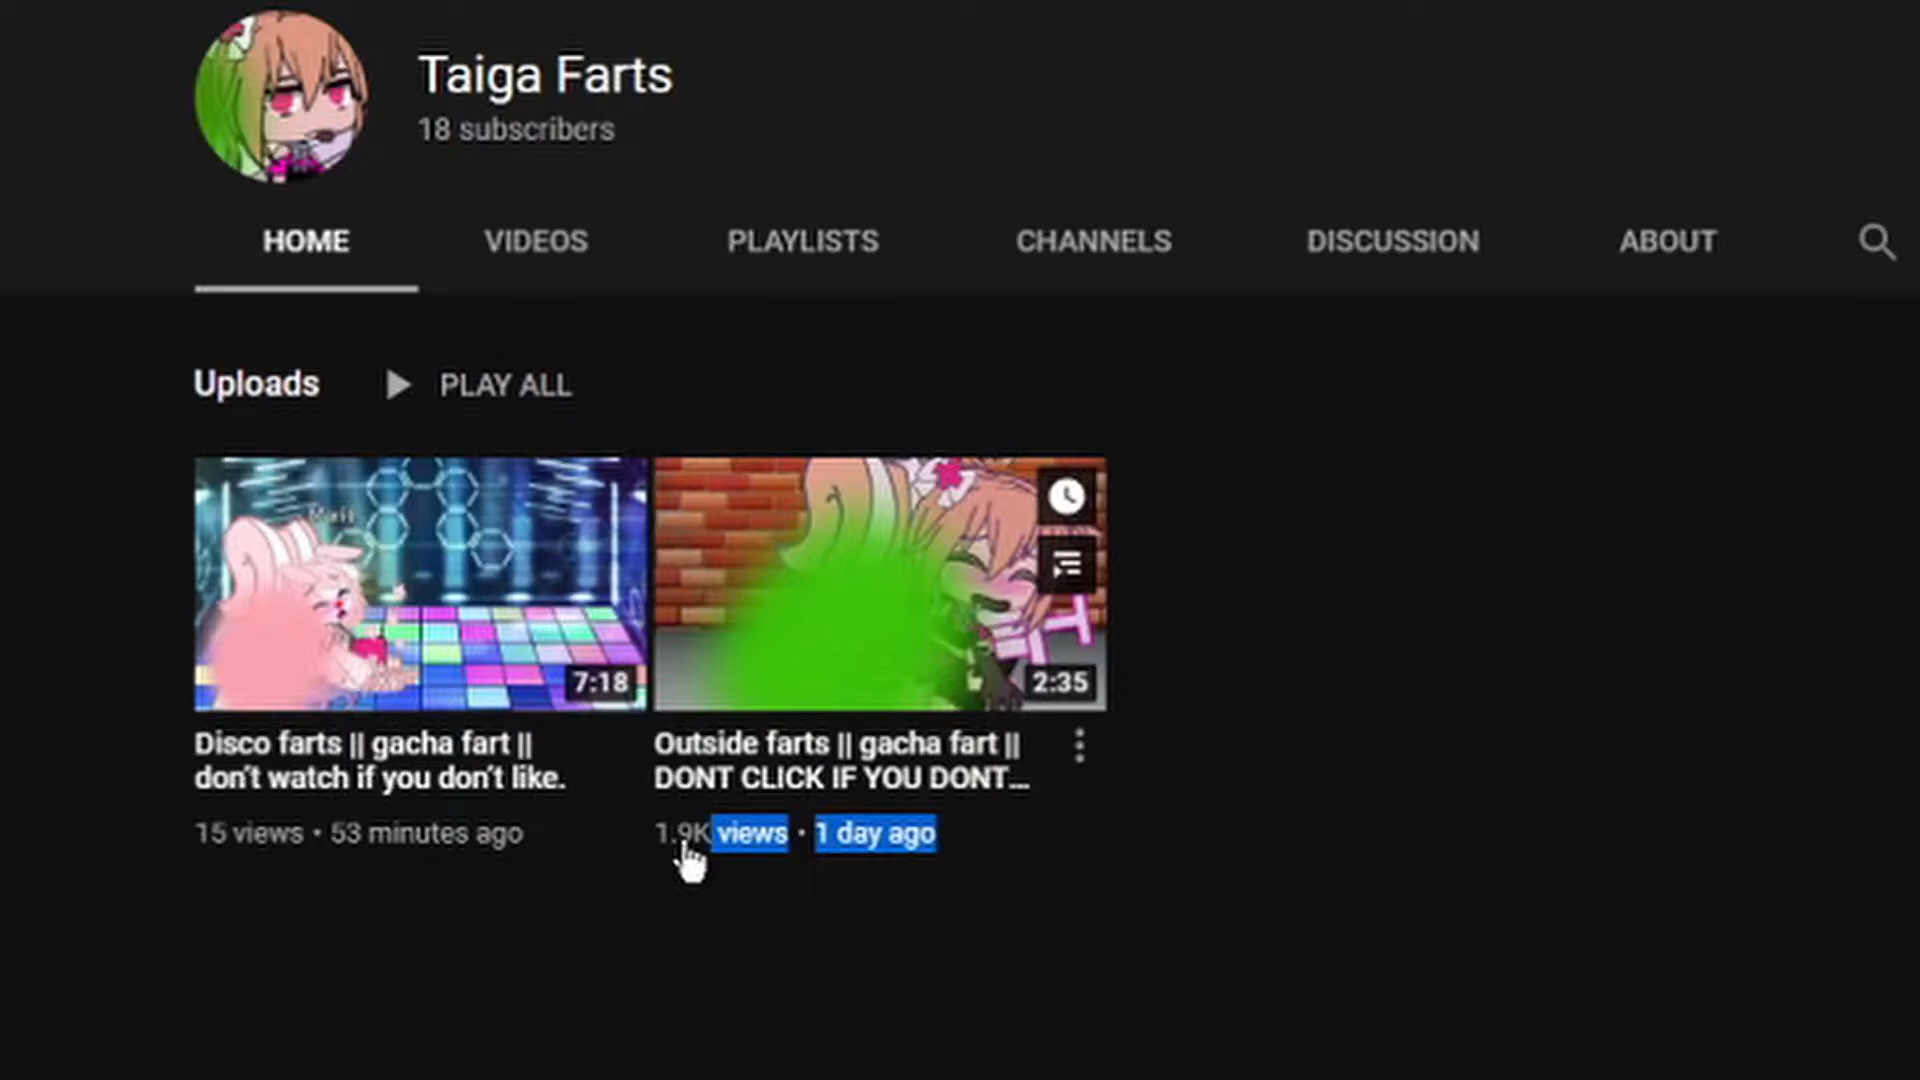 Taiga Farts
18 subscribers
HOME VIDEOS PLAYLISTS CHANNELS DISCUSSION ABOUT
Uploads PLAY ALL
7:18
2:35
Disco farts || gacha fart ||
don't watch if you don't like.
15 views • 53 minutes ago
Outside farts || gacha fart ||
DONT CLICK IF YOU DONT...
1.9K views • 1 day ago